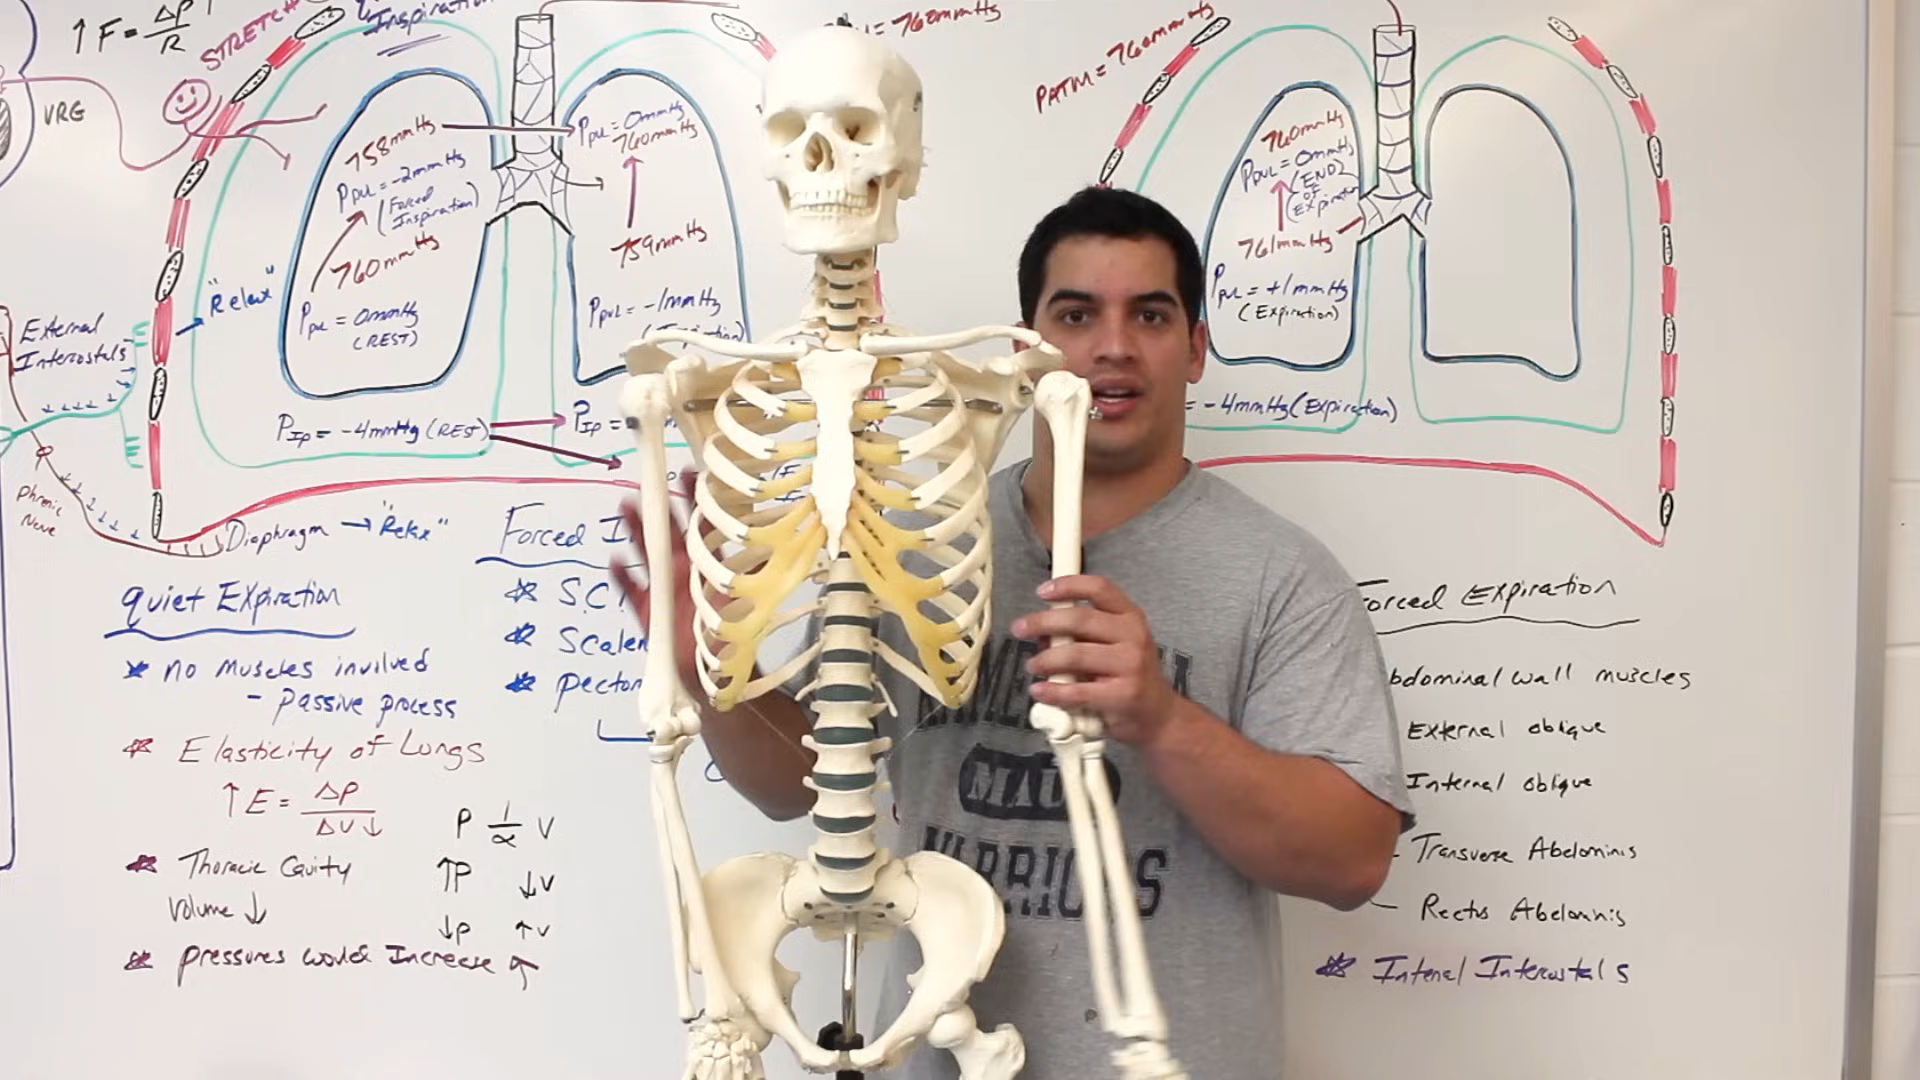 ↑F = ΔP
R
STRETCH
Inspiration
VRG
= 760mmHg
PATM = 760mmHg
758mmHg
Ppul = -2mmHg
(Forced
Inspiration)
760mmHg
Ppul = 0mmHg
(REST)
Ppul = 0mmHg
760mmHg
759mmHg
Ppul = -1mmHg
760mmHg
Ppul = 0mmHg
(END
OF
Expiration
761mmHg
Ppul = +1mmHg
(Expiration)
"Relax"
External
Intercostals
PIp = -4mmHg (REST)
PIp =
= -4mmHg (Expiration)
Phrenic
Nerve
Diaphragm → "Relax"
quiet Expiration
* no muscles involved
- Passive process
* Elasticity of Lungs
↑E = ΔP
ΔV↓
P 1/α V
↑P ↓V
↓P ↑V
* Thoracic Cavity
Volume ↓
* pressures would Increase ↑
Forced I
* SC
* Scalen
* pector
Forced Expiration
bdominal wall muscles
External oblique
Internal oblique
- Transverse Abdominis
- Rectus Abdominis
* Internal Intercostals
MAU